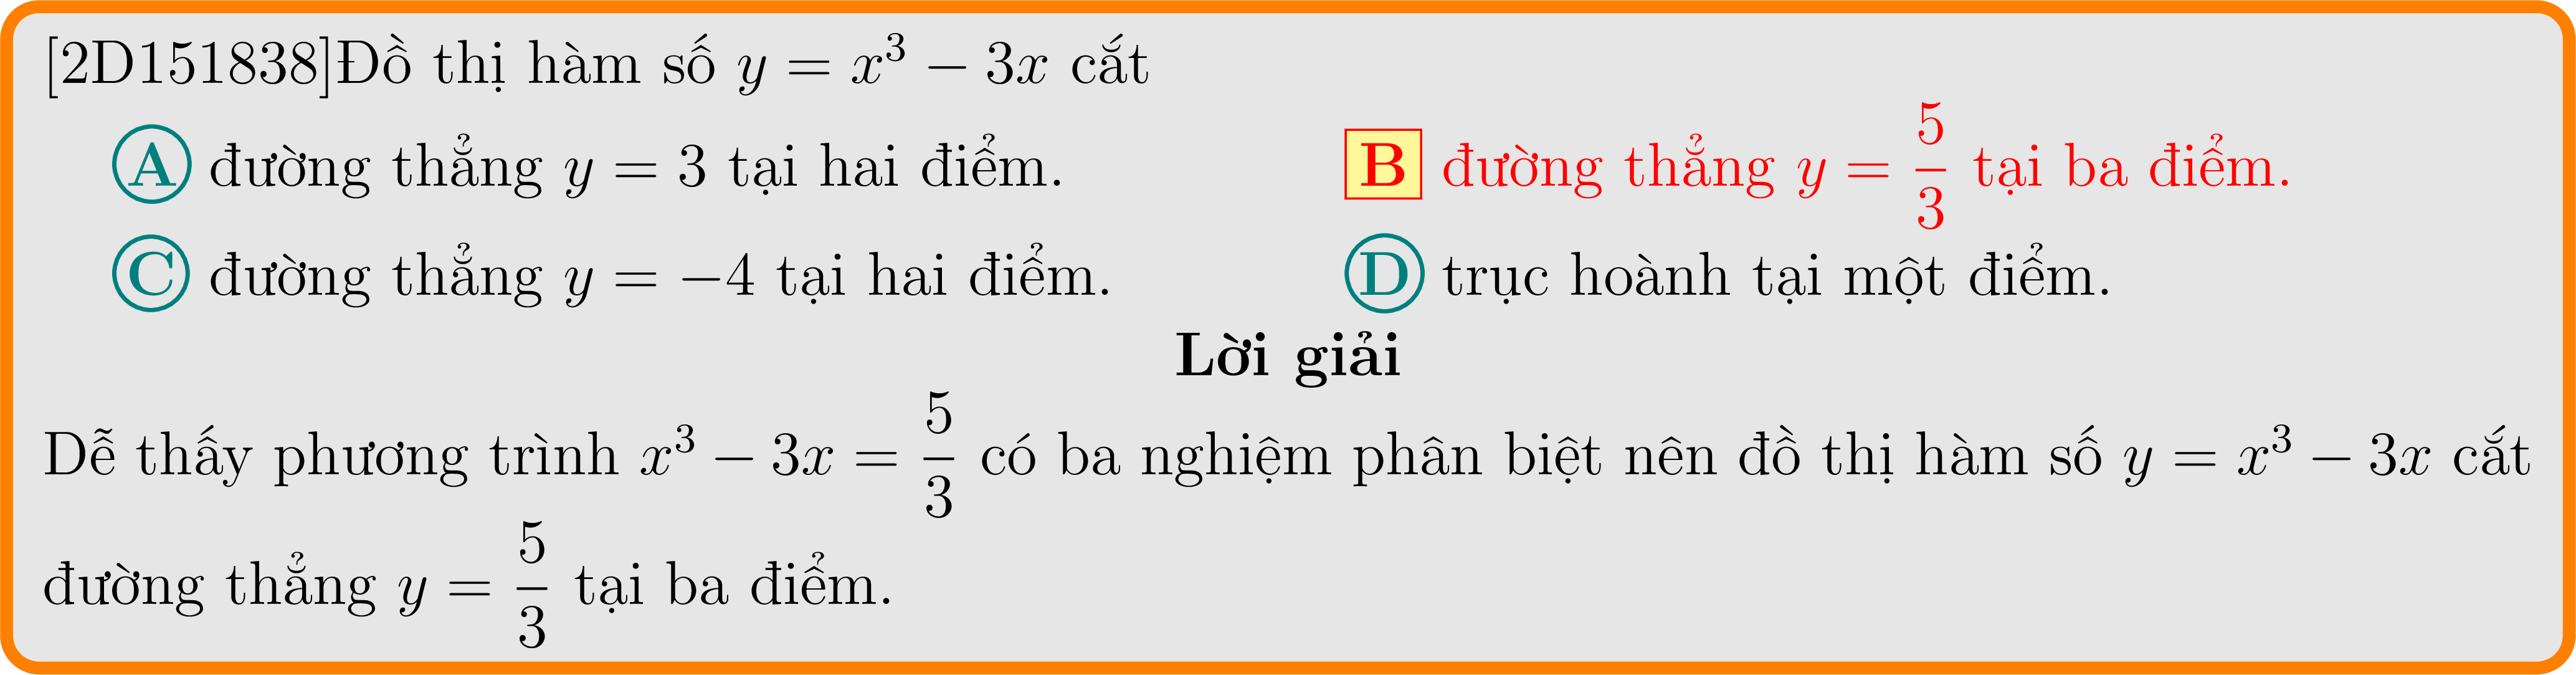 [2D151838]Đồ thị hàm số $y = x^3 - 3x$ cắt
A đường thẳng $y = 3$ tại hai điểm. B đường thẳng $y = \dfrac{5}{3}$ tại ba điểm.
C đường thẳng $y = -4$ tại hai điểm. D trục hoành tại một điểm.
Lời giải
Dễ thấy phương trình $x^3 - 3x = \dfrac{5}{3}$ có ba nghiệm phân biệt nên đồ thị hàm số $y = x^3 - 3x$ cắt
đường thẳng $y = \dfrac{5}{3}$ tại ba điểm.